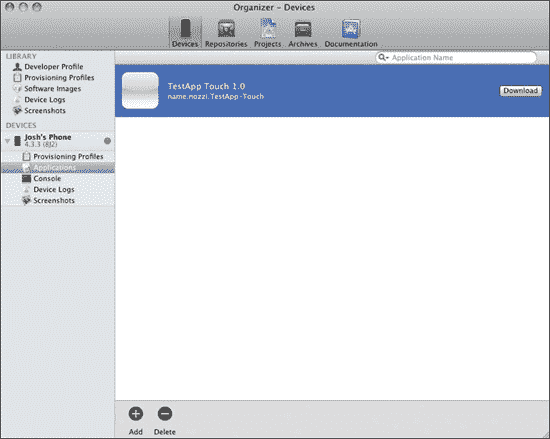 Organizer – Devices
Devices Repositories Projects Archives Documentation
Application Name
LIBRARY
Developer Profile
Provisioning Profiles
Software Images
Device Logs
Screenshots
DEVICES
Josh's Phone
4.3.3 (8J2)
Provisioning Profiles
Applications
Console
Device Logs
Screenshots
TestApp Touch 1.0
name.nozzi.TestApp-Touch
Download
Add Delete